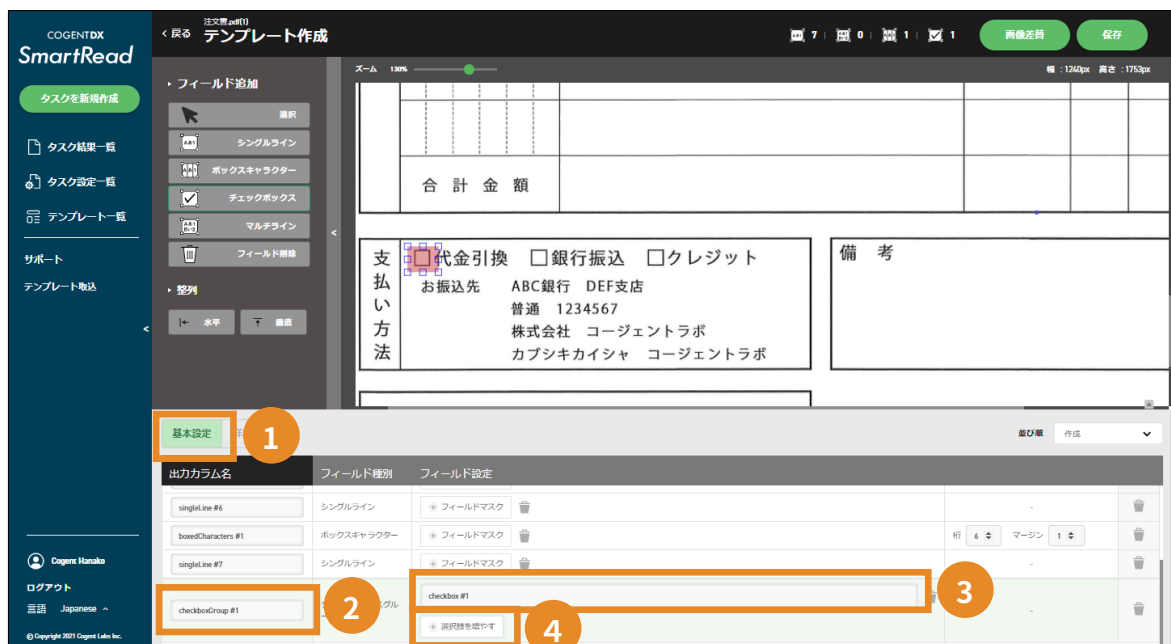 COGENTDX
SmartRead
タスクを新規作成
タスク結果一覧
タスク設定一覧
テンプレート一覧
サポート
テンプレート取込
<
Cogent Hanako
ログアウト
言語 Japanese
© Copyright 2021 Cogent Labs Inc.
< 戻る
注文書.pdf(1)
テンプレート作成
7 | 0 | 1 | 1
画像差替
保存
フィールド追加
選択
シングルライン
ボックスキャラクター
チェックボックス
マルチライン
フィールド削除
整列
水平 垂直
<
ズーム 130%
幅 : 1240px 高さ : 1753px
合計金額
支払い方法
□代金引換 □銀行振込 □クレジット
お振込先 ABC銀行 DEF支店
普通 1234567
株式会社 コージェントラボ
カブシキカイシャ コージェントラボ
備 考
基本設定
1
並び順 作成
出力カラム名 フィールド種別 フィールド設定
singleLine #6 シングルライン + フィールドマスク -
boxedCharacters #1 ボックスキャラクター + フィールドマスク 桁 6 マージン 1
singleLine #7 シングルライン + フィールドマスク -
checkboxGroup #1
2
checkbox #1
3
-
+ 選択肢を増やす
4